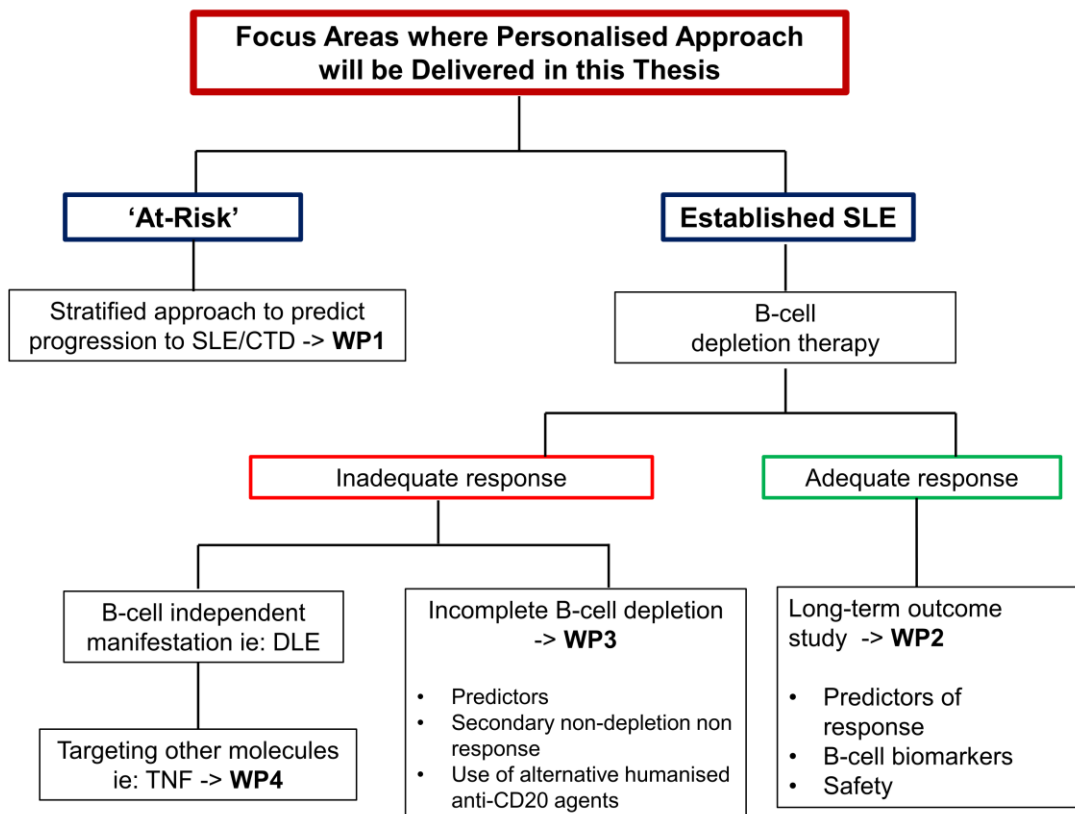 Focus Areas where Personalised Approach
will be Delivered in this Thesis
‘At-Risk’
Established SLE
Stratified approach to predict
progression to SLE/CTD -> WP1
B-cell
depletion therapy
Inadequate response
Adequate response
B-cell independent
manifestation ie: DLE
Targeting other molecules
ie: TNF -> WP4
Incomplete B-cell depletion
-> WP3
• Predictors
• Secondary non-depletion non
response
• Use of alternative humanised
anti-CD20 agents
Long-term outcome
study -> WP2
• Predictors of
response
• B-cell biomarkers
• Safety